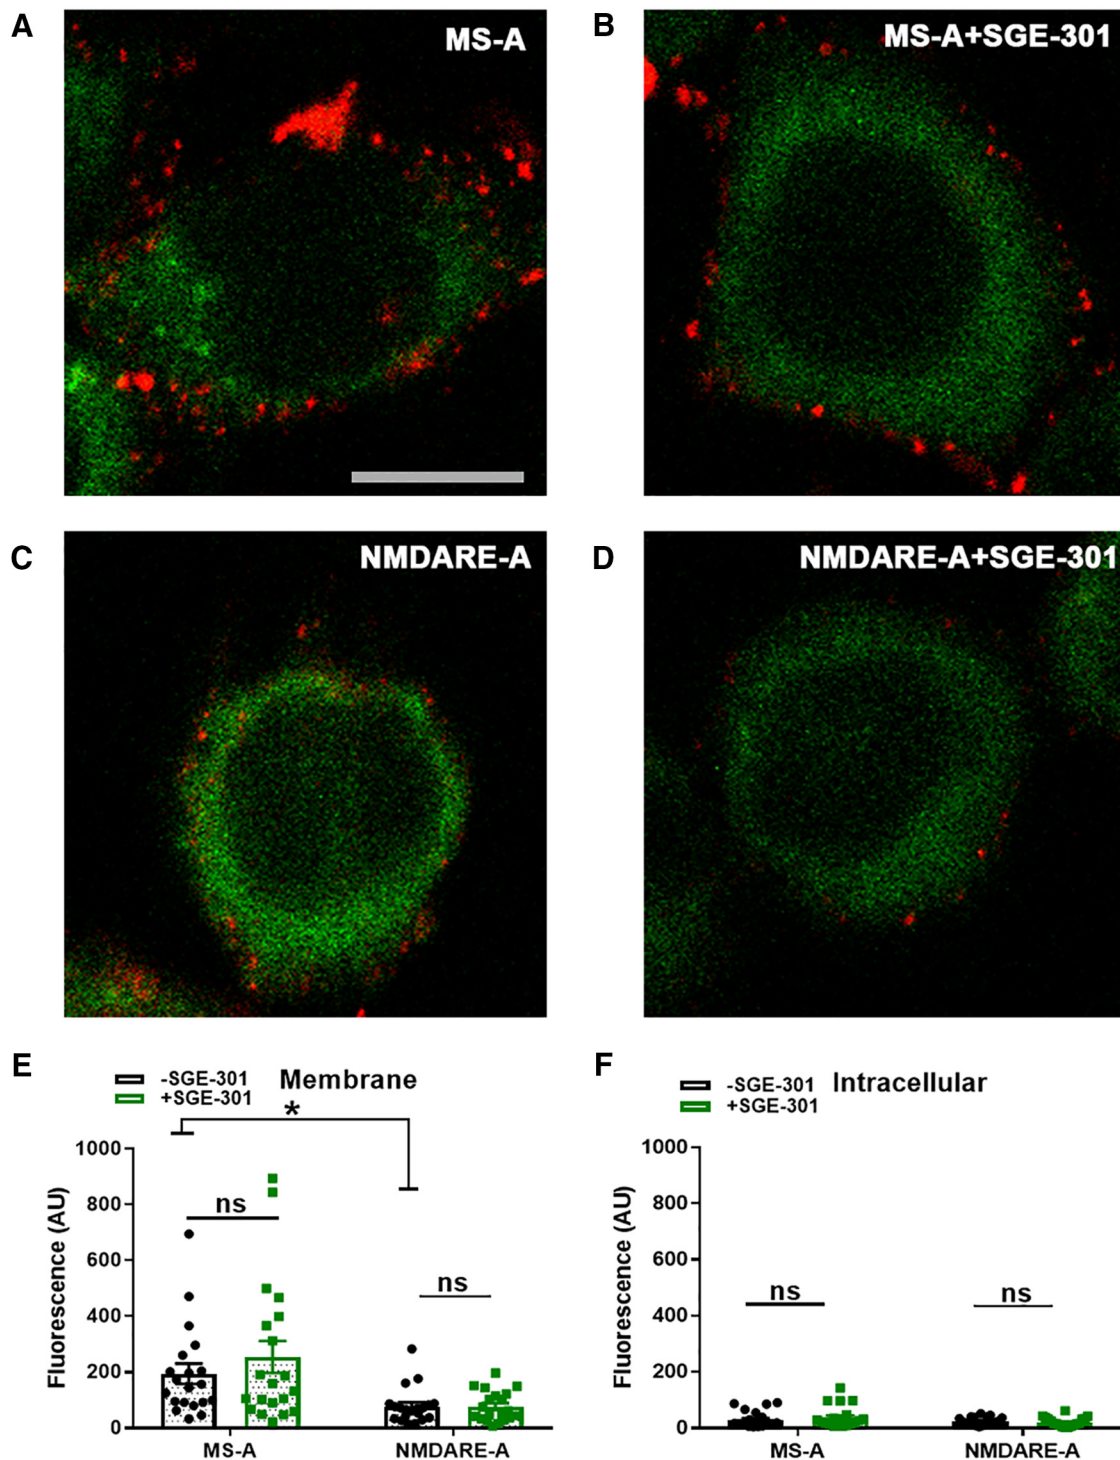 A
MS-A
B
MS-A+SGE-301
C
NMDARE-A
D
NMDARE-A+SGE-301
E
-SGE-301
+SGE-301
Membrane
*
1000
800
600
400
200
0
Fluorescence (AU)
ns
ns
MS-A
NMDARE-A
F
-SGE-301
+SGE-301
Intracellular
1000
800
600
400
200
0
Fluorescence (AU)
ns
ns
MS-A
NMDARE-A